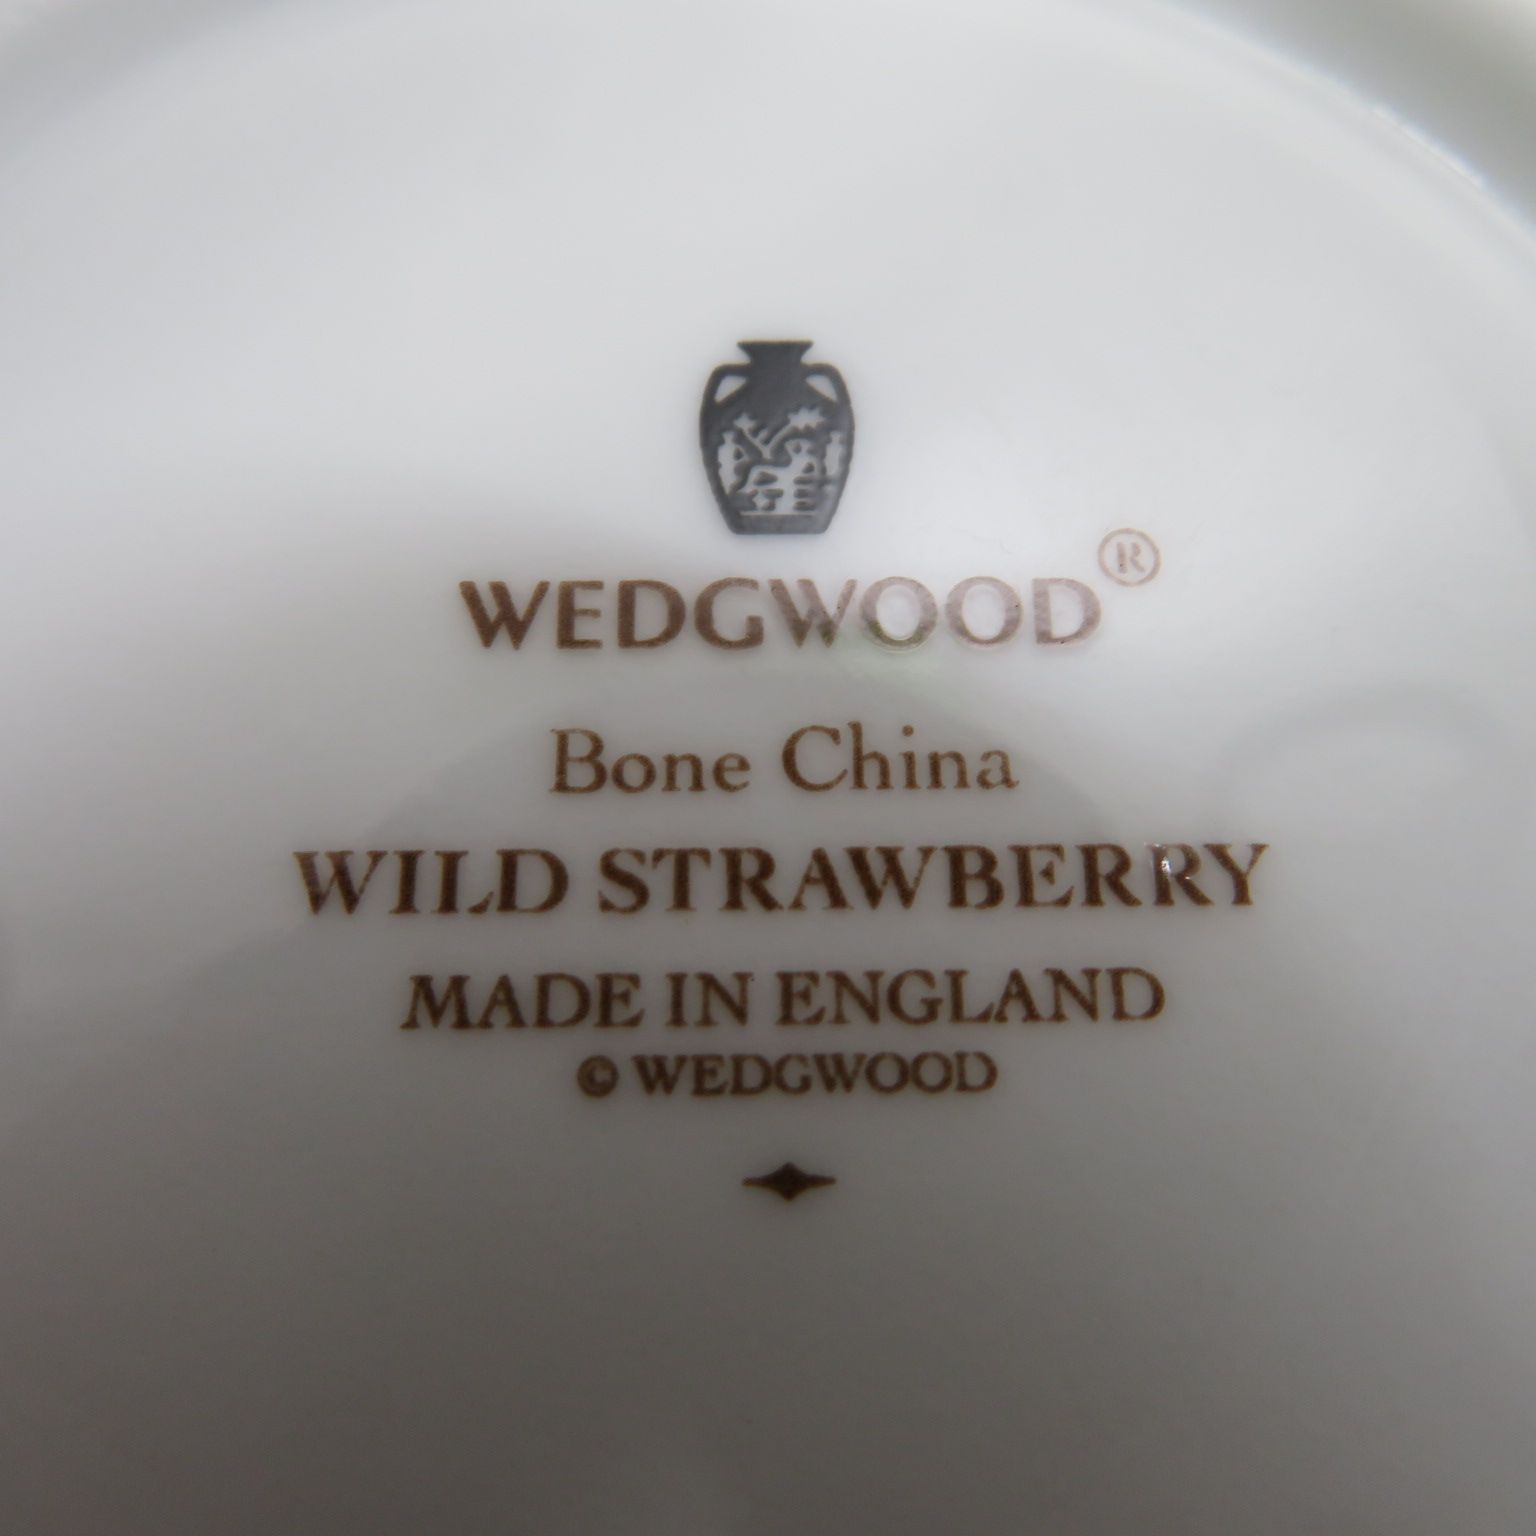 WEDGWOOD®
Bone China
WILD STRAWBERRY
MADE IN ENGLAND
© WEDGWOOD